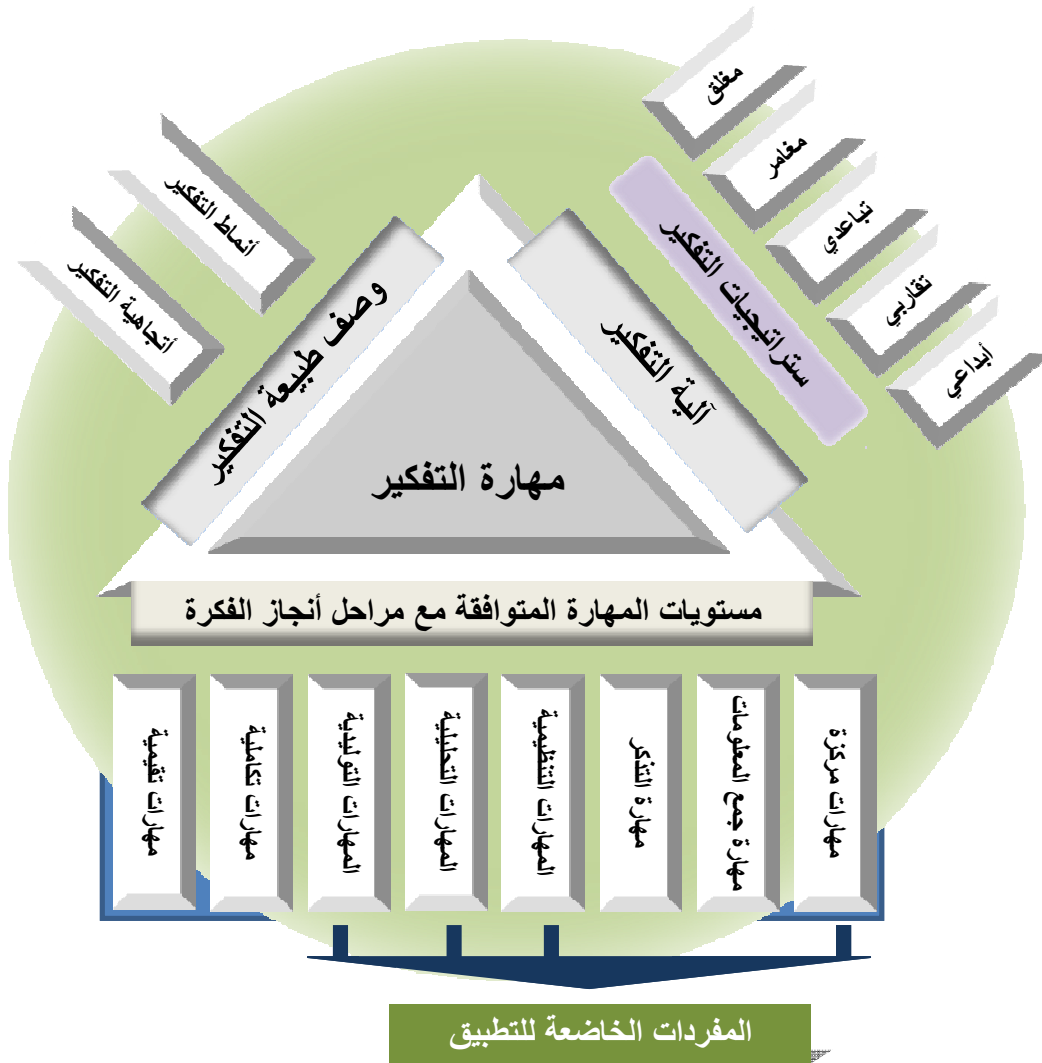 مغلق
مغامر
تباعدي
تقاربي
أبداعي
ستراتيجيات التفكير
آلية التفكير
أنماط التفكير
أتجاهية التفكير
وصف طبيعة التفكير
مهارة التفكير
مستويات المهارة المتوافقة مع مراحل أنجاز الفكرة
مهارات مركزة
مهارة جمع المعلومات
مهارة التذكر
المهارات التنظيمية
المهارات التحليلية
المهارات التوليدية
مهارات تكاملية
مهارات تقيمية
المفردات الخاضعة للتطبيق